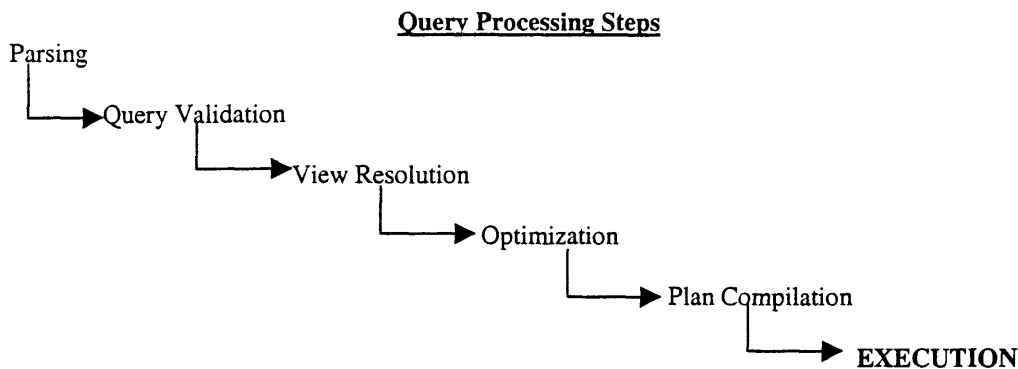 Query Processing Steps
Parsing
Query Validation
View Resolution
Optimization
Plan Compilation
EXECUTION